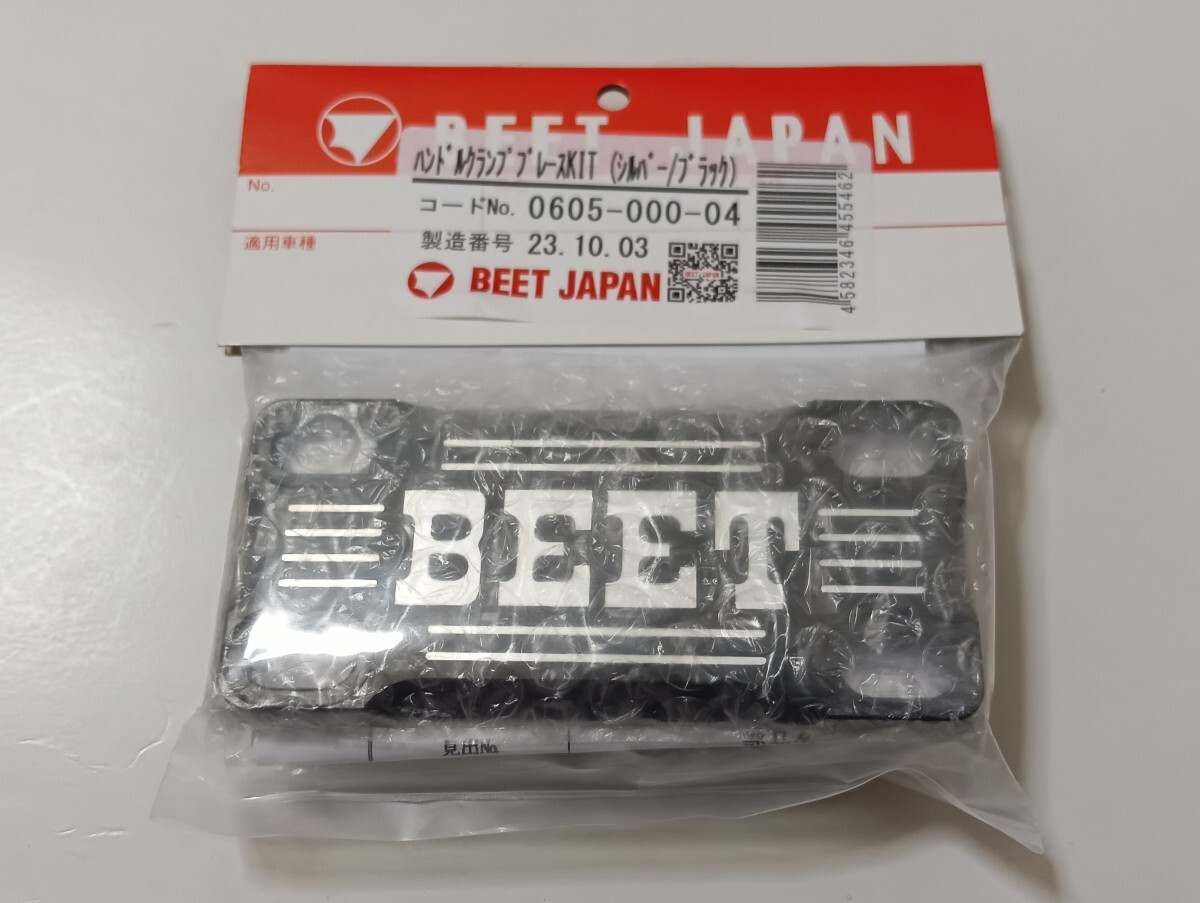 BEET JAPAN
ハンドルクランプブレースKIT (シルバー/ブラック)
No.
コードNo. 0605-000-04
適用車種
製造番号 23.10.03
BEET JAPAN
4582346455462
BEET
見出No.